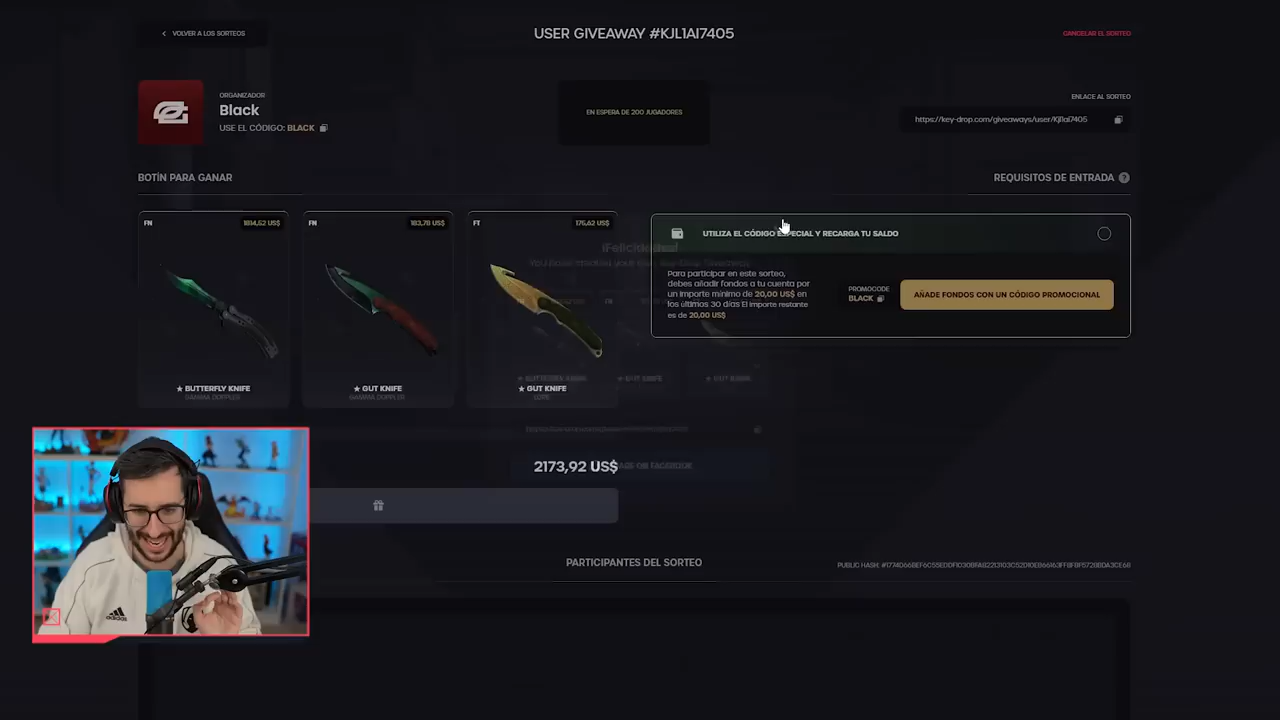 VOLVER A LOS SORTEOS
USER GIVEAWAY #KJL1AI7405
CANCELAR EL SORTEO
ORGANIZADOR
Black
USE EL CÓDIGO: BLACK
EN ESPERA DE 200 JUGADORES
ENLACE AL SORTEO
https://key-drop.com/giveaways/user/Kjl1ai7405
BOTÍN PARA GANAR
REQUISITOS DE ENTRADA
FN
1814,52 US$
FN
183,78 US$
FT
175,62 US$
UTILIZA EL CÓDIGO ESPECIAL Y RECARGA TU SALDO
Para participar en este sorteo,
debes añadir fondos a tu cuenta por
un importe mínimo de 20,00 US$ en
los últimos 30 días El importe restante
es de 20,00 US$
PROMOCODE
BLACK
AÑADE FONDOS CON UN CÓDIGO PROMOCIONAL
★ BUTTERFLY KNIFE
GAMMA DOPPLER
★ GUT KNIFE
GAMMA DOPPLER
★ GUT KNIFE
LORE
2173,92 US$
PARTICIPANTES DEL SORTEO
PUBLIC HASH: